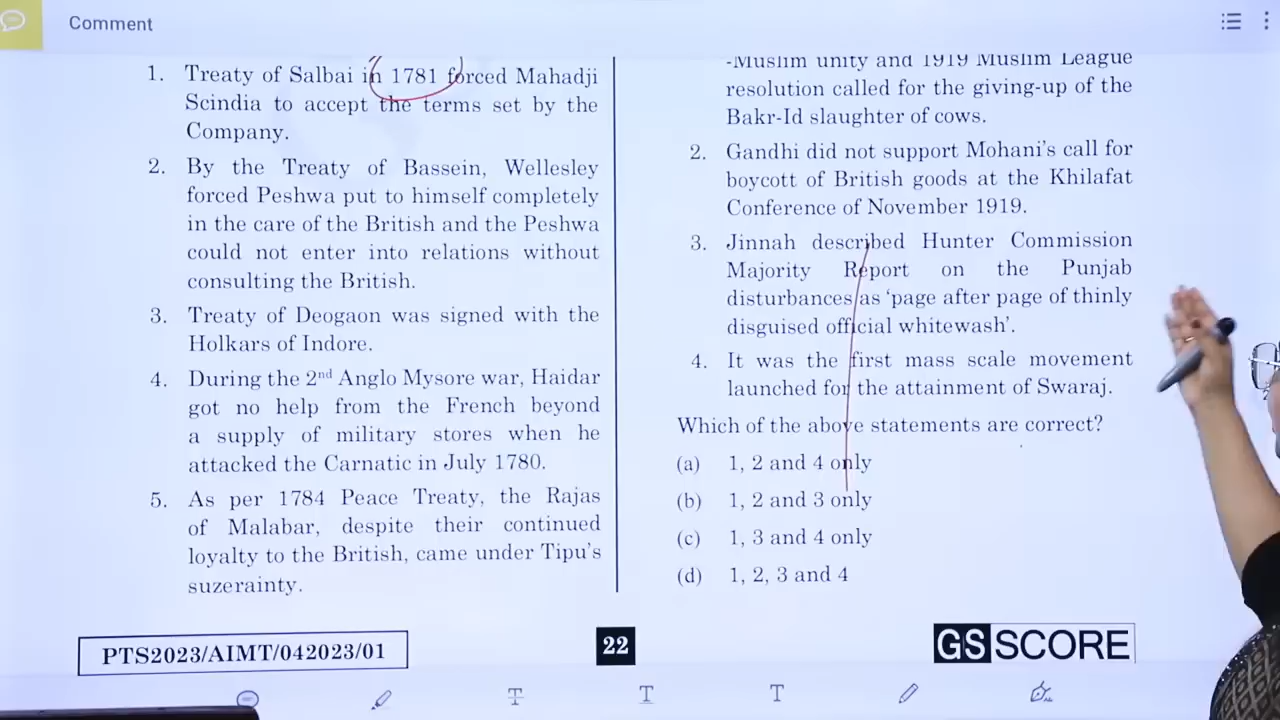 Comment
1. Treaty of Salbai in 1781 forced Mahadji
Scindia to accept the terms set by the
Company.
2. By the Treaty of Bassein, Wellesley
forced Peshwa put to himself completely
in the care of the British and the Peshwa
could not enter into relations without
consulting the British.
3. Treaty of Deogaon was signed with the
Holkars of Indore.
4. During the 2nd Anglo Mysore war, Haidar
got no help from the French beyond
a supply of military stores when he
attacked the Carnatic in July 1780.
5. As per 1784 Peace Treaty, the Rajas
of Malabar, despite their continued
loyalty to the British, came under Tipu's
suzerainty.
-Muslim unity and 1919 Muslim League
resolution called for the giving-up of the
Bakr-Id slaughter of cows.
2. Gandhi did not support Mohani's call for
boycott of British goods at the Khilafat
Conference of November 1919.
3. Jinnah described Hunter Commission
Majority Report on the Punjab
disturbances as 'page after page of thinly
disguised official whitewash'.
4. It was the first mass scale movement
launched for the attainment of Swaraj.
Which of the above statements are correct?
(a) 1, 2 and 4 only
(b) 1, 2 and 3 only
(c) 1, 3 and 4 only
(d) 1, 2, 3 and 4
PTS2023/AIMT/042023/01
22
GSSCORE